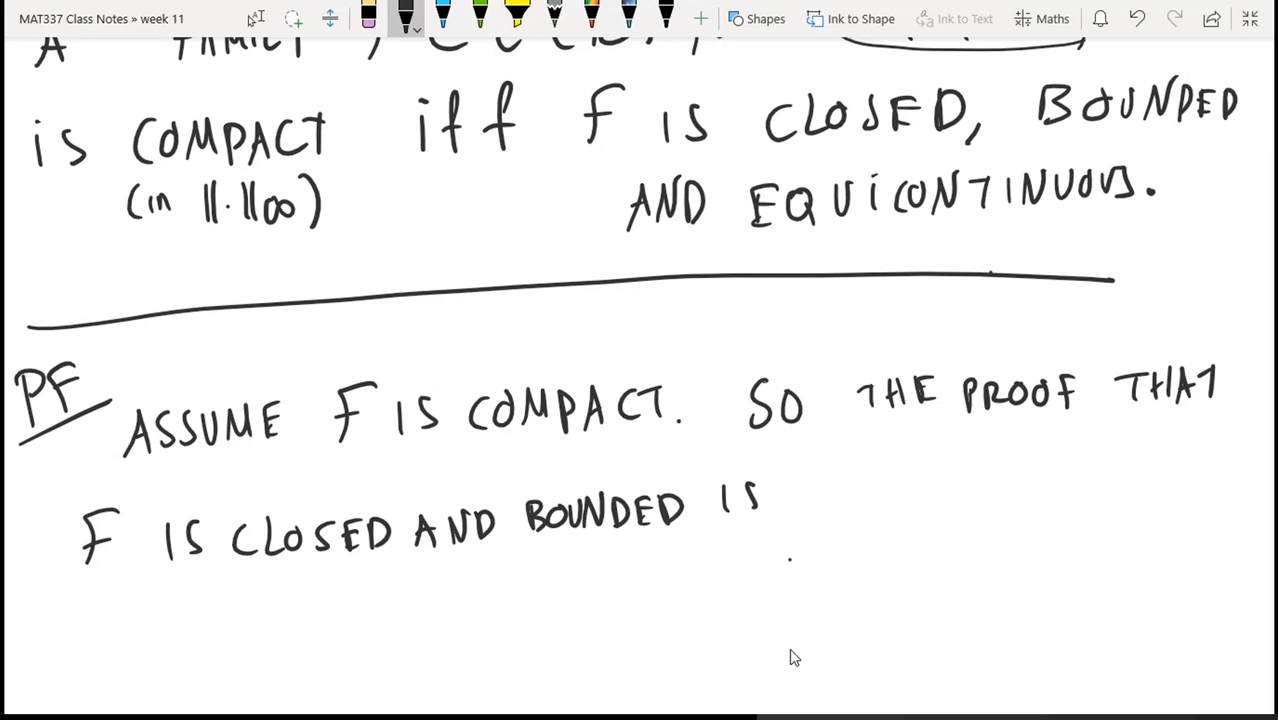 MAT337 Class Notes » week 11
Shapes Ink to Shape Ink to Text Maths
A FAMILY
is COMPACT iff F IS CLOSED, BOUNDED
(in ||·||∞) AND EQUICONTINUOUS.
PF
ASSUME F IS COMPACT. SO THE PROOF THAT
F IS CLOSED AND BOUNDED IS